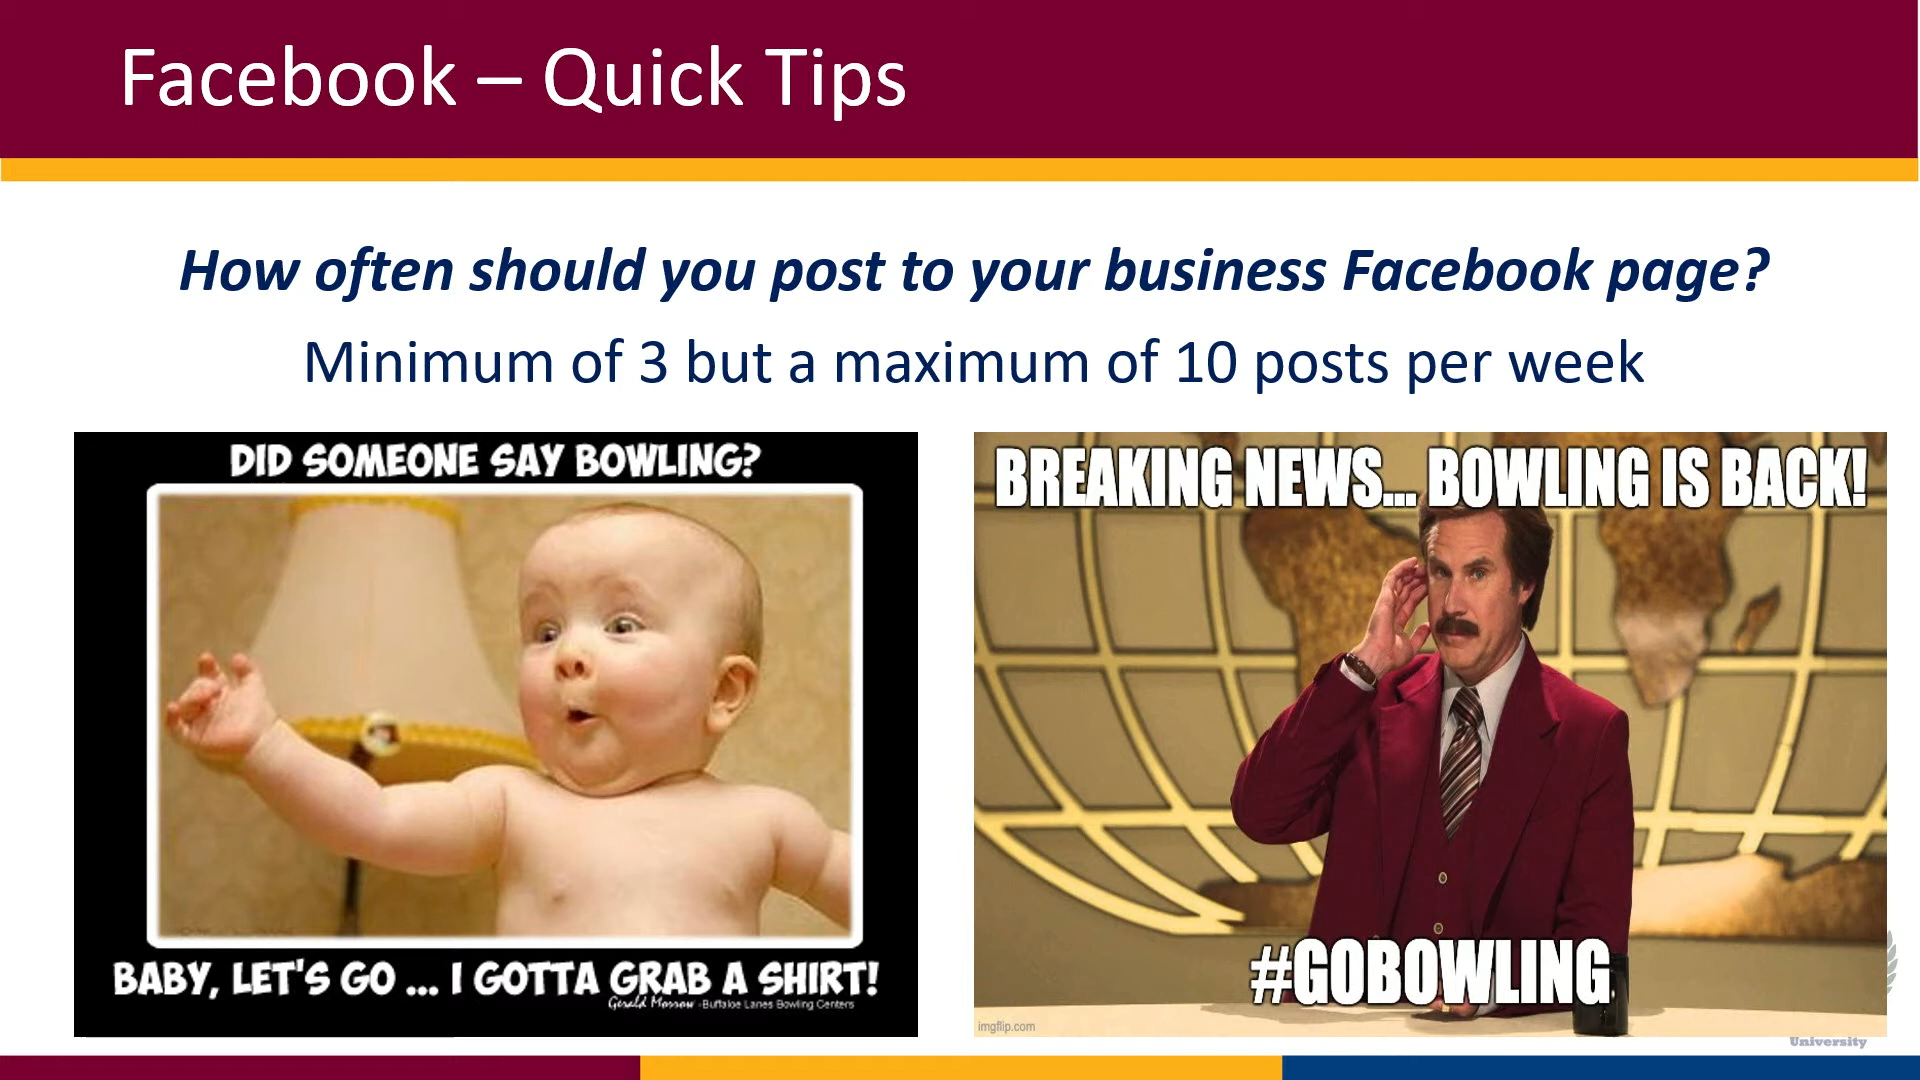 Facebook – Quick Tips
How often should you post to your business Facebook page?
Minimum of 3 but a maximum of 10 posts per week
DID SOMEONE SAY BOWLING?
BABY, LET'S GO ... I GOTTA GRAB A SHIRT!
Gerald Morrow -Buffaloe Lanes Bowling Centers
BREAKING NEWS... BOWLING IS BACK!
#GOBOWLING
imgflip.com
University